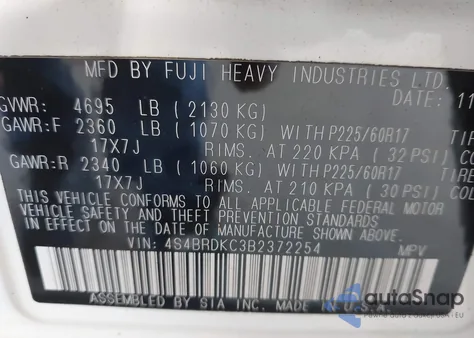 MFD BY FUJI HEAVY INDUSTRIES LTD.
DATE: 11
GVWR: 4695 LB (2130 KG)
GAWR:F 2360 LB (1070 KG) WITH P225/60R17 TIR
17X7J RIMS. AT 220 KPA (32 PSI) CO
GAWR:R 2340 LB (1060 KG) WITH P225/60R17 TIRE
17X7J RIMS. AT 210 KPA (30 PSI) CO
THIS VEHICLE CONFORMS TO ALL APPLICABLE FEDERAL MOTOR
VEHICLE SAFETY AND THEFT PREVENTION STANDARDS
IN EFFECT ON THE DATE OF MANUFACTURE SHOWN ABOVE.
VIN: 4S4BRDKC3B2372254 MPV
ASSEMBLED BY SIA INC. MADE IN U.S.A.
autoSnap